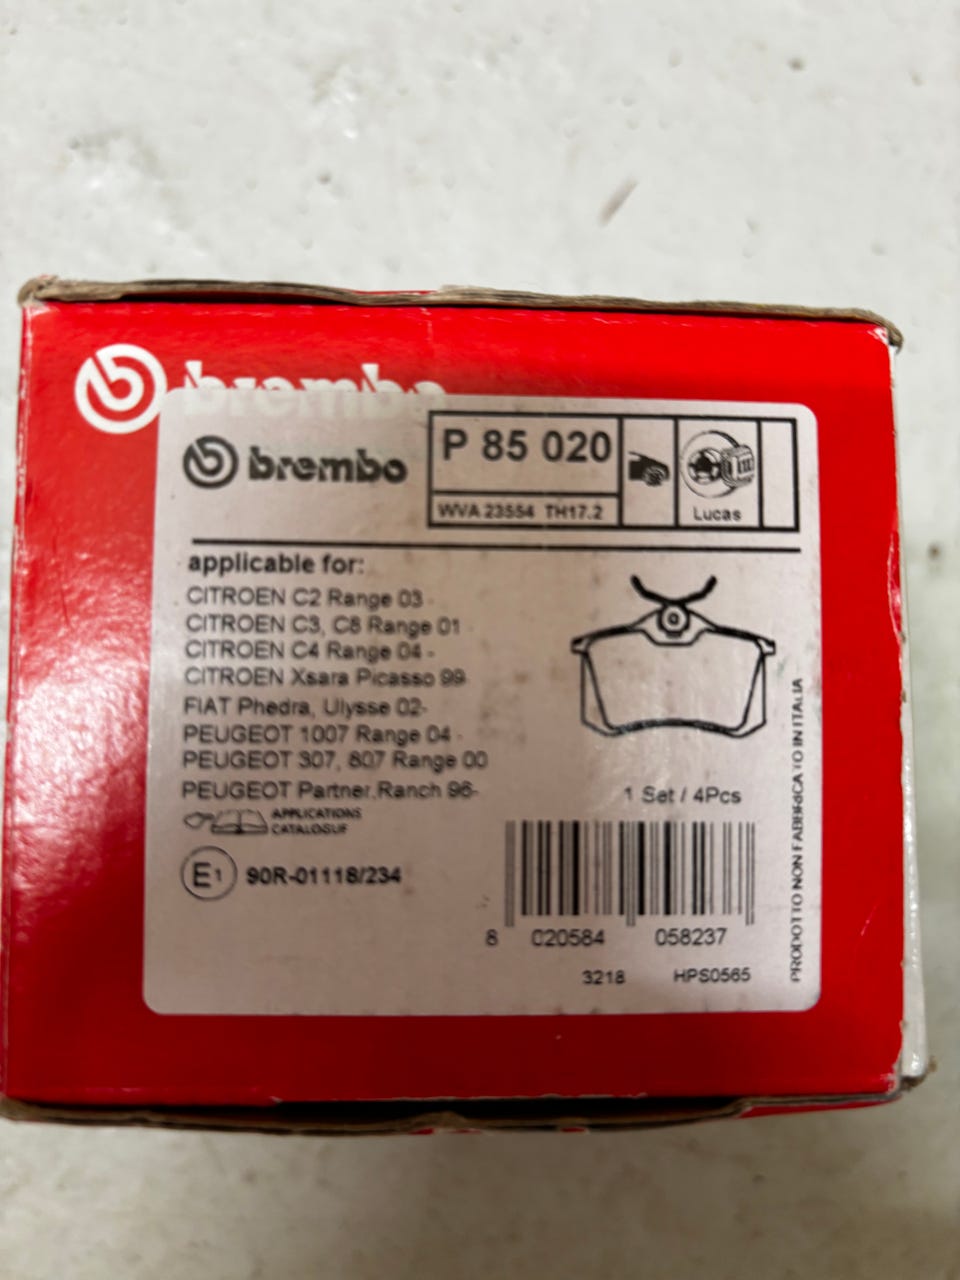 brembo
brembo
P 85 020
WVA 23554 TH17.2
Lucas
applicable for:
CITROEN C2 Range 03 -
CITROEN C3, C8 Range 01
CITROEN C4 Range 04 -
CITROEN Xsara Picasso 99
FIAT Phedra, Ulysse 02-
PEUGEOT 1007 Range 04 -
PEUGEOT 307, 807 Range 00
PEUGEOT Partner,Ranch 96-
APPLICATIONS
CATALOGUE
1 Set / 4Pcs
E1 90R-01118/234
8 020584 058237
3218 HPS0565
PRODOTTO NON FABBRICATO IN ITALIA